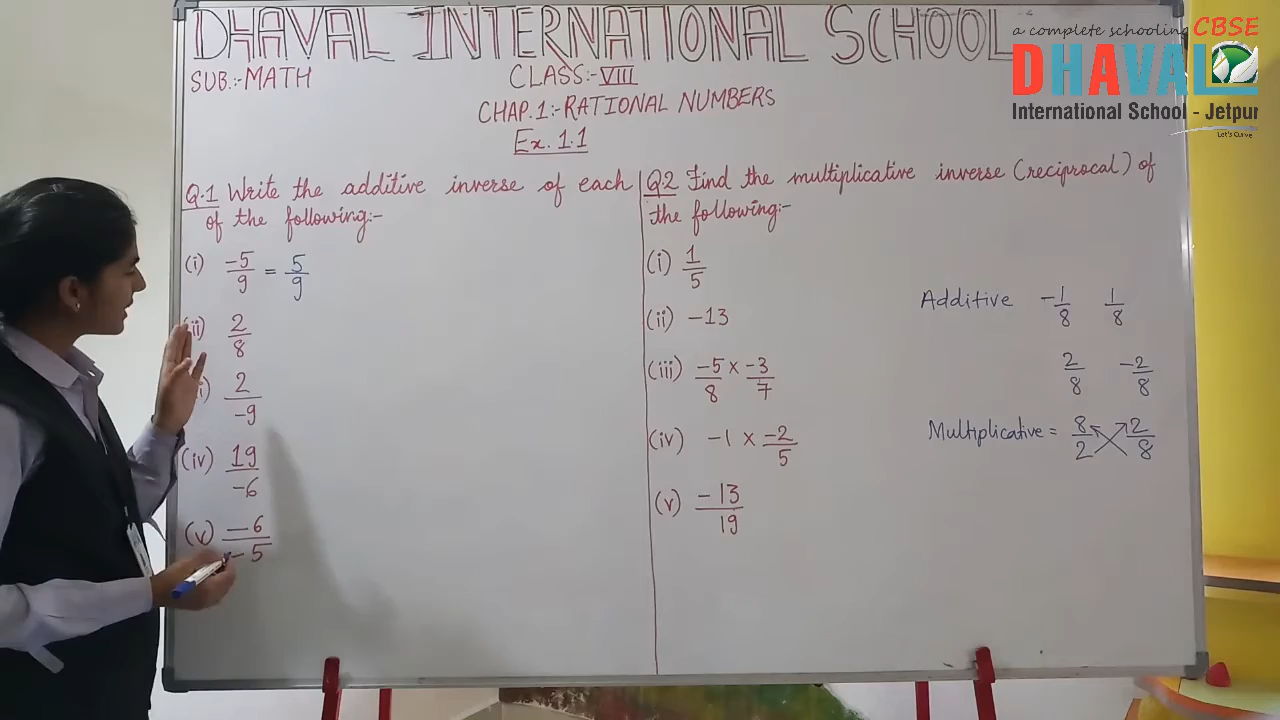 DHAVAL INTERNATIONAL SCHOOL
a complete schooling CBSE
DHAVAL
International School - Jetpur
Let's Curve
SUB.:- MATH
CLASS:- VIII
CHAP. 1:- RATIONAL NUMBERS
Ex. 1.1
Q.1 Write the additive inverse of each
of the following:-
(i) -5/9 = 5/9
(ii) 2/8
i) 2/-9
(iv) 19/-6
(v) -6/-5
Q.2 Find the multiplicative inverse (reciprocal) of
the following:-
(i) 1/5
(ii) -13
(iii) -5/8 x -3/7
(iv) -1 x -2/5
(v) -13/19
Additive -1/8 1/8
2/8 -2/8
Multiplicative = 8/2 2/8